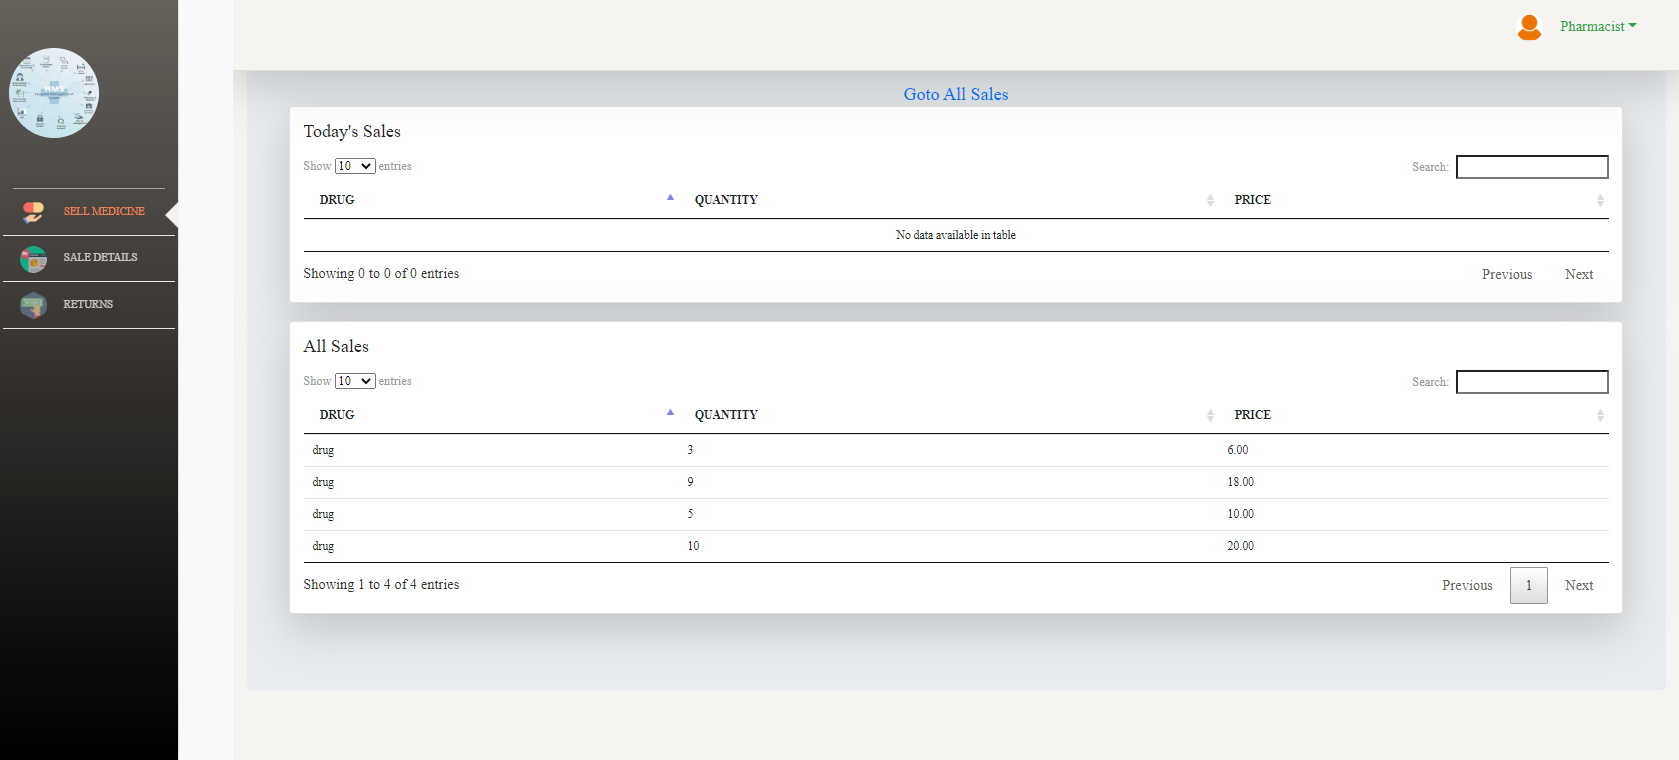 Pharmacist
HMS
SELL MEDICINE
SALE DETAILS
RETURNS
Goto All Sales
Today's Sales
Show 10 entries Search:
DRUG QUANTITY PRICE
No data available in table
Showing 0 to 0 of 0 entries Previous Next
All Sales
Show 10 entries Search:
DRUG QUANTITY PRICE
drug 3 6.00
drug 9 18.00
drug 5 10.00
drug 10 20.00
Showing 1 to 4 of 4 entries Previous 1 Next